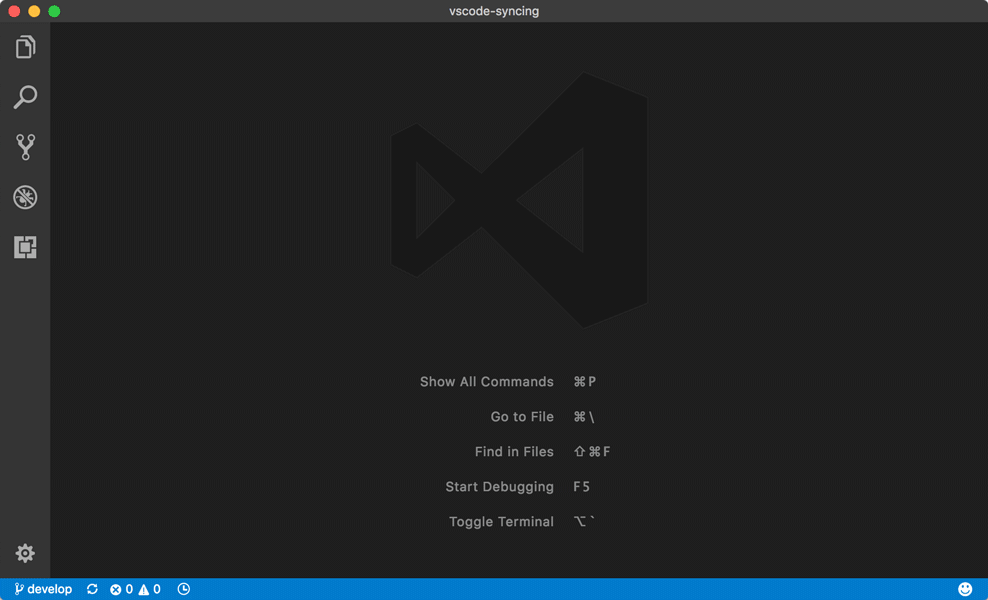 vscode-syncing
Show All Commands ⌘P
Go to File ⌘\
Find in Files ⇧⌘F
Start Debugging F5
Toggle Terminal ⌥`
develop 0 0